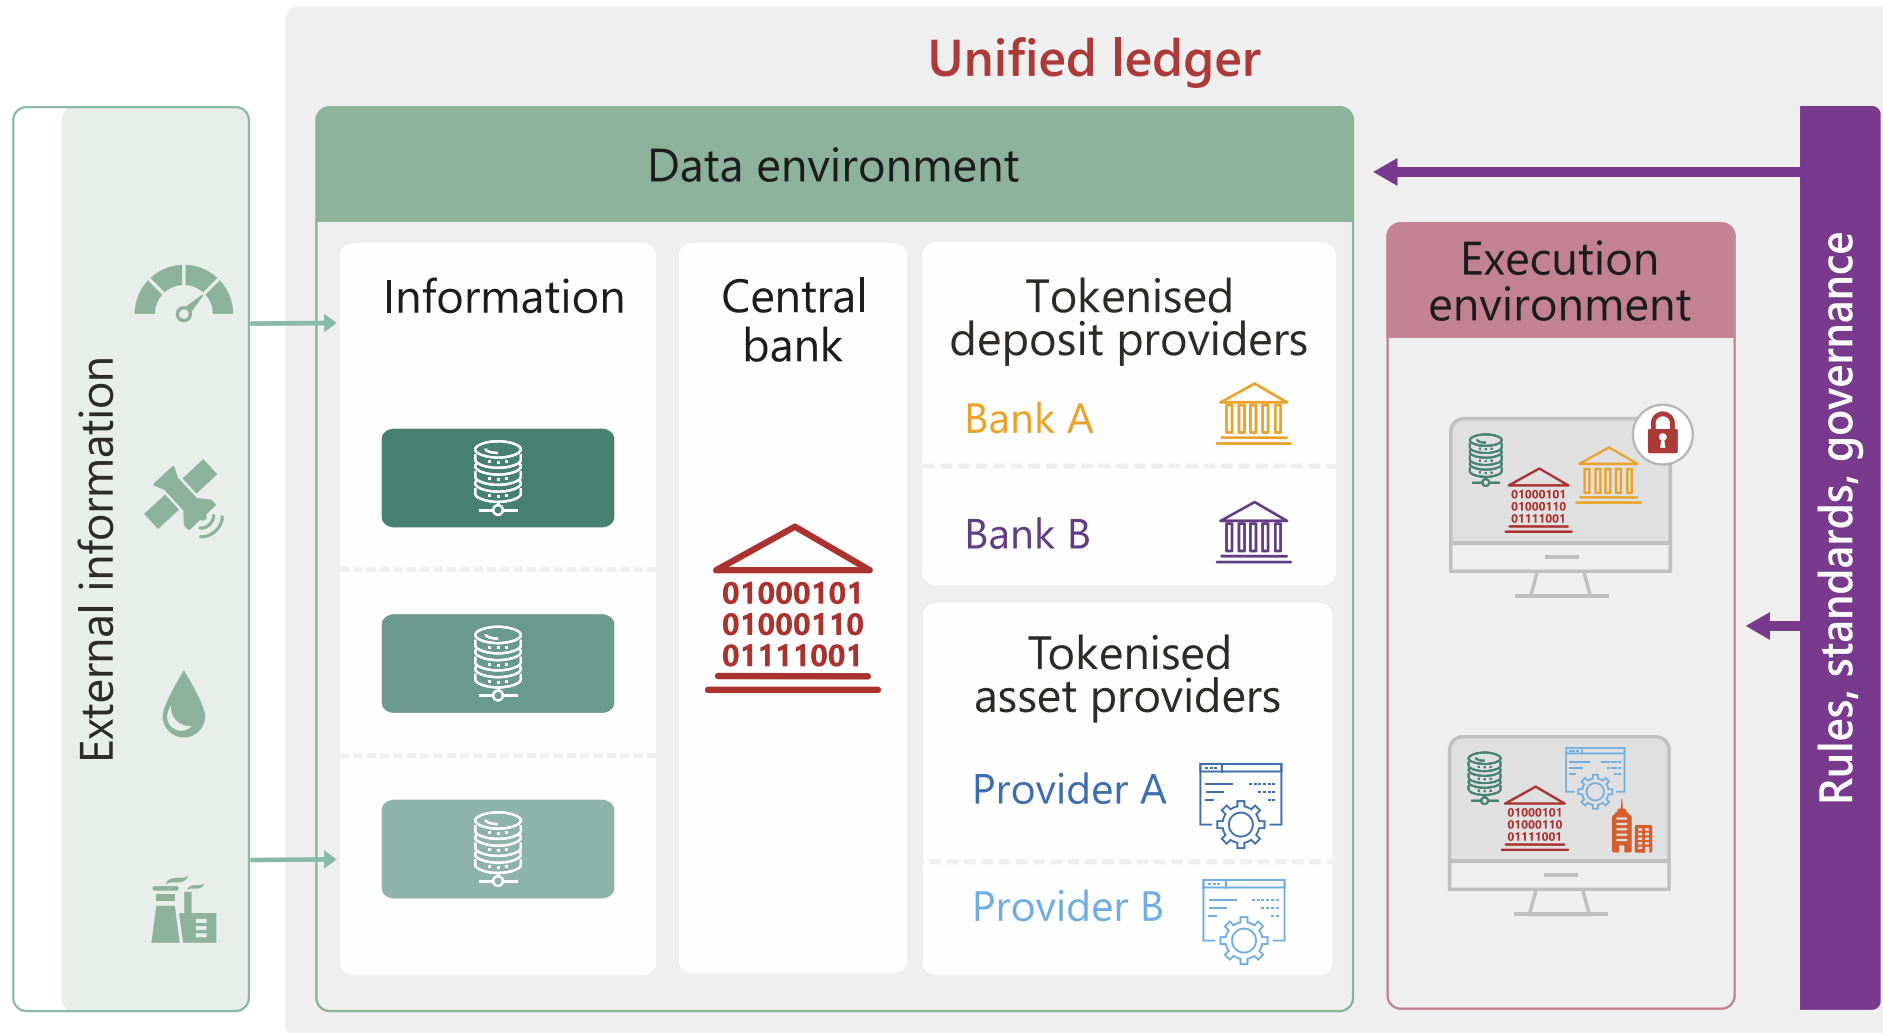 Unified ledger
External information
Data environment
Information
Central
bank
01000101
01000110
01111001
Tokenised
deposit providers
Bank A
Bank B
Tokenised
asset providers
Provider A
Provider B
Execution
environment
01000101
01000110
01111001
01000101
01000110
01111001
Rules, standards, governance